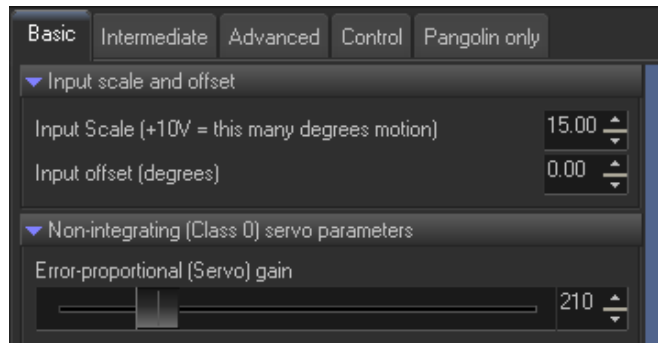 Basic Intermediate Advanced Control Pangolin only
Input scale and offset
Input Scale (+10V = this many degrees motion) 15.00
Input offset (degrees) 0.00
Non-integrating (Class 0) servo parameters
Error-proportional (Servo) gain
210